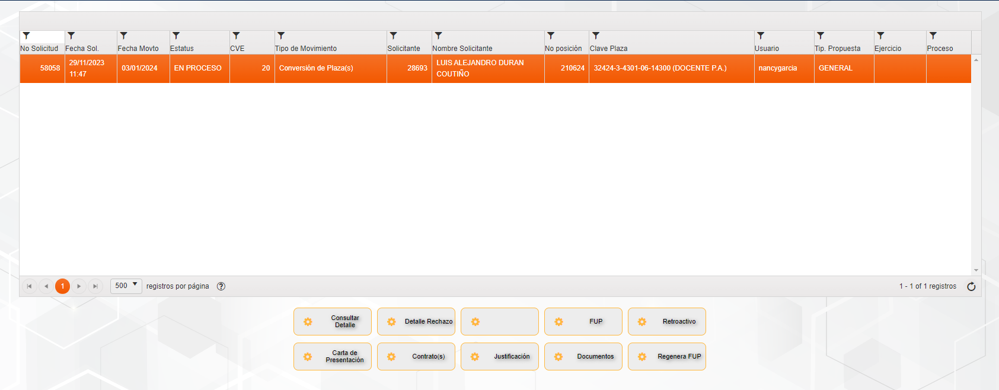 No Solicitud Fecha Sol. Fecha Movto Estatus CVE Tipo de Movimiento Solicitante Nombre Solicitante No posición Clave Plaza Usuario Tip. Propuesta Ejercicio Proceso
58058 29/11/2023 11:47 03/01/2024 EN PROCESO 20 Conversión de Plaza(s) 28693 LUIS ALEJANDRO DURAN COUTIÑO 210624 32424-3-4301-06-14300 (DOCENTE P.A.) nancygarcia GENERAL
1 500 registros por página 1 - 1 of 1 registros
Consultar Detalle
Detalle Rechazo
FUP
Retroactivo
Carta de Presentación
Contrato(s)
Justificación
Documentos
Regenera FUP